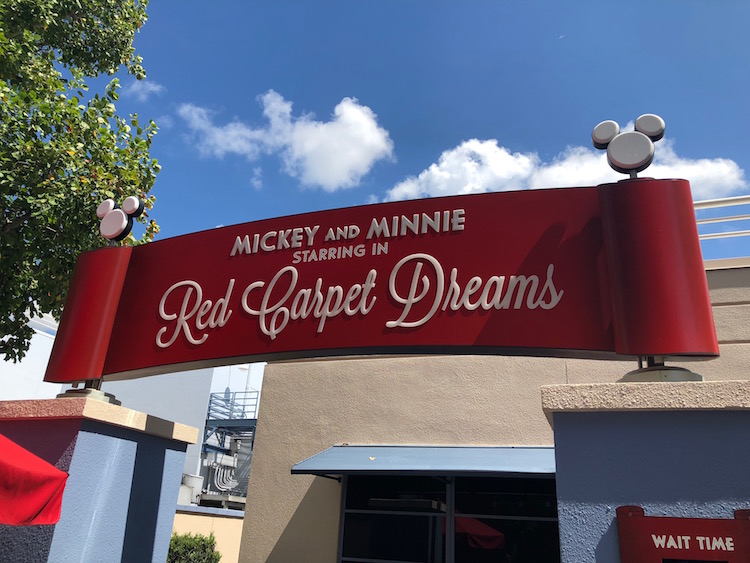 MICKEY AND MINNIE
STARRING IN
Red Carpet Dreams
WAIT TIME